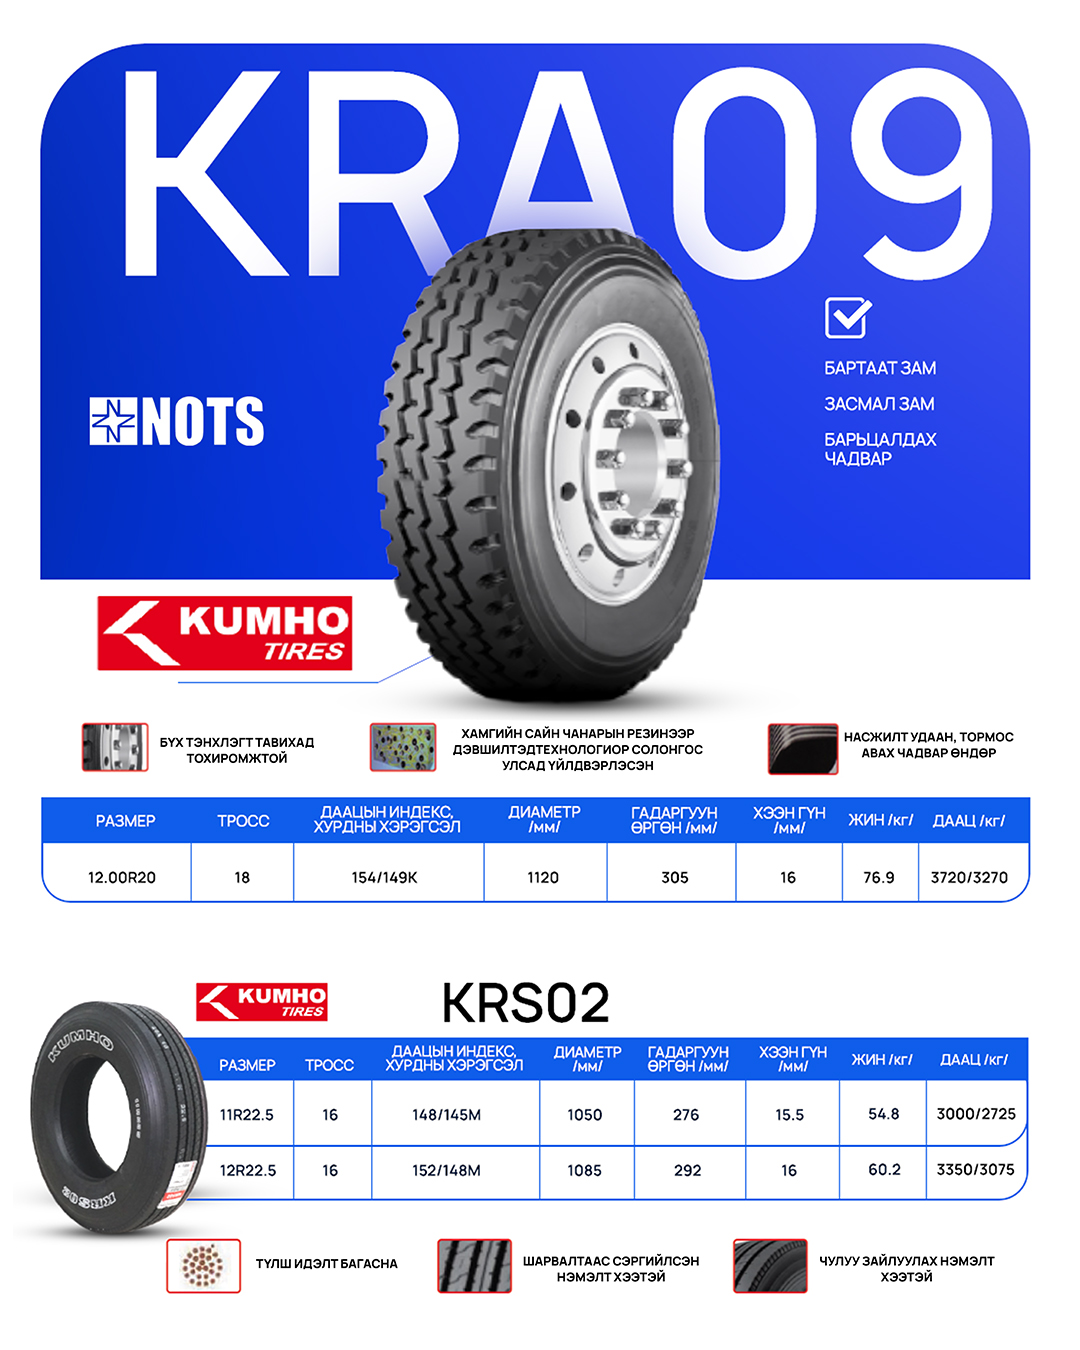 KRA09
БАРТААТ ЗАМ
ЗАСМАЛ ЗАМ
БАРЬЦАЛДАХ
ЧАДВАР
NOTS
KUMHO
TIRES
БҮХ ТЭНХЛЭГТ ТАВИХАД
ТОХИРОМЖТОЙ
ХАМГИЙН САЙН ЧАНАРЫН РЕЗИНЭЭР
ДЭВШИЛТЭДТЕХНОЛОГИОР СОЛОНГОС
УЛСАД ҮЙЛДВЭРЛЭСЭН
НАСЖИЛТ УДААН, ТОРМОС
АВАХ ЧАДВАР ӨНДӨР
РАЗМЕР ТРОСС ДААЦЫН ИНДЕКС, ХУРДНЫ ХЭРЭГСЭЛ ДИАМЕТР /мм/ ГАДАРГУУН ӨРГӨН /мм/ ХЭЭН ГҮН /мм/ ЖИН /кг/ ДААЦ /кг/
12.00R20 18 154/149K 1120 305 16 76.9 3720/3270
KUMHO
TIRES
KRS02
KUMHO
KRS02
РАЗМЕР ТРОСС ДААЦЫН ИНДЕКС, ХУРДНЫ ХЭРЭГСЭЛ ДИАМЕТР /мм/ ГАДАРГУУН ӨРГӨН /мм/ ХЭЭН ГҮН /мм/ ЖИН /кг/ ДААЦ /кг/
11R22.5 16 148/145M 1050 276 15.5 54.8 3000/2725
12R22.5 16 152/148M 1085 292 16 60.2 3350/3075
ТҮЛШ ИДЭЛТ БАГАСНА
ШАРВАЛТААС СЭРГИЙЛСЭН
НЭМЭЛТ ХЭЭТЭЙ
ЧУЛУУ ЗАЙЛУУЛАХ НЭМЭЛТ
ХЭЭТЭЙ